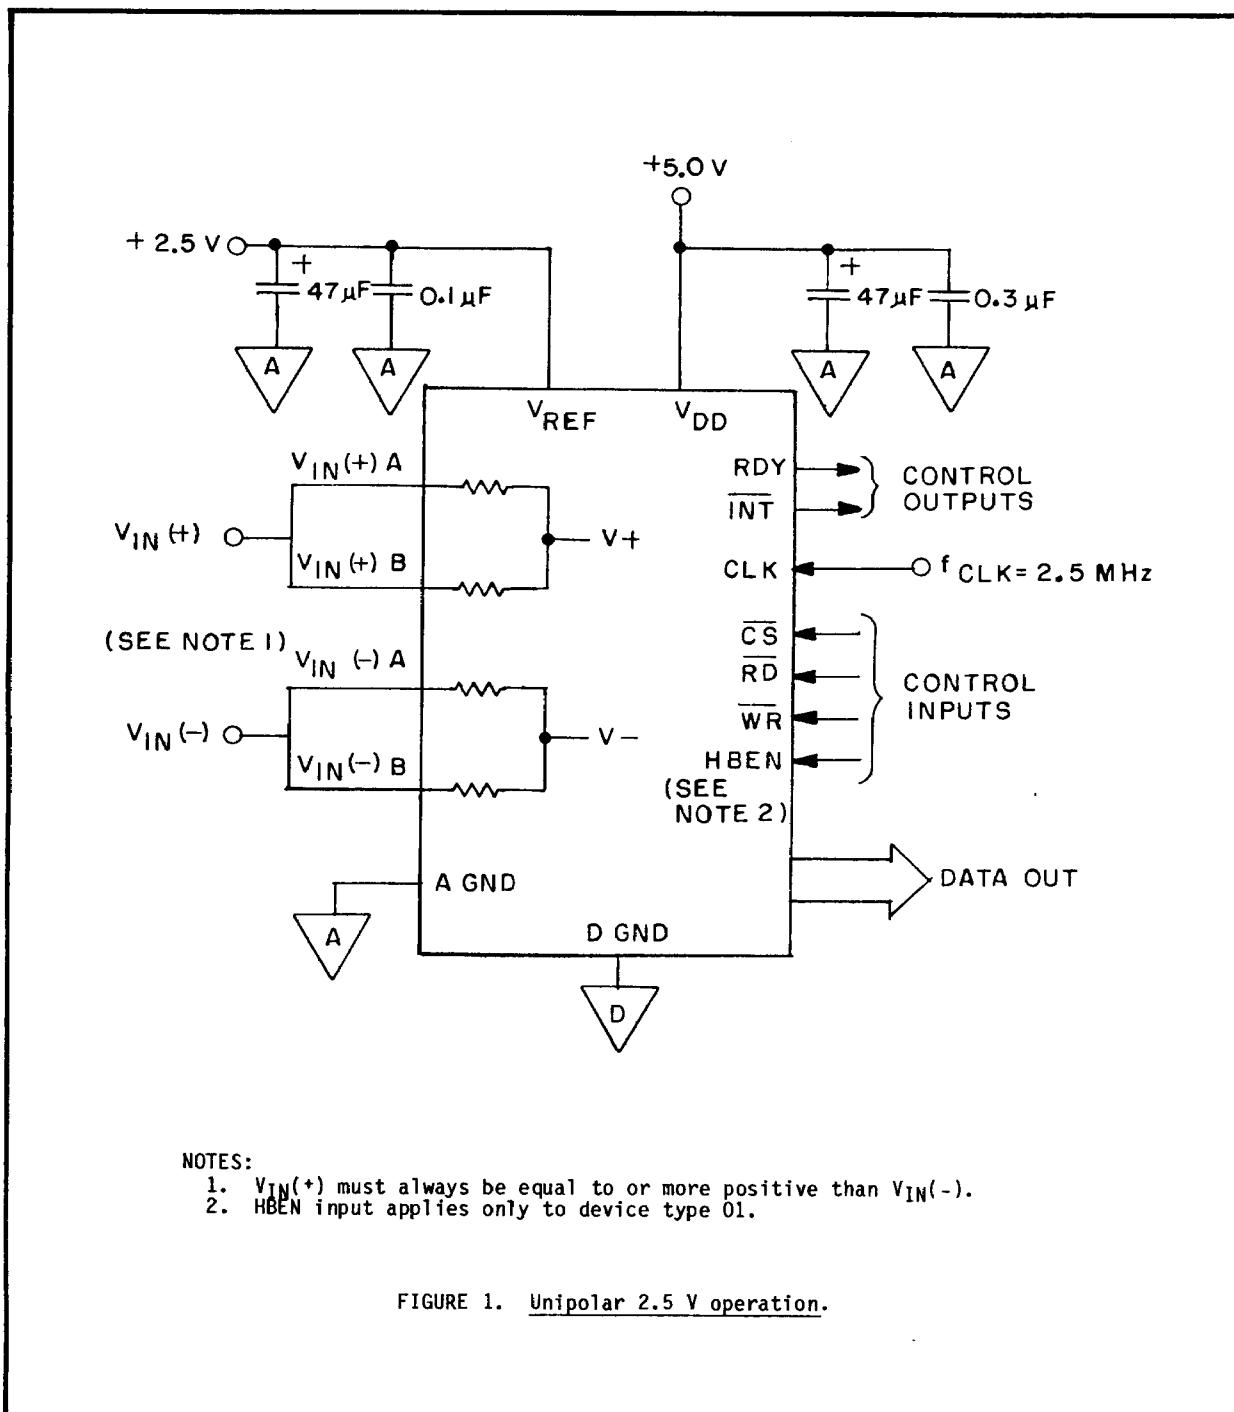 +5.0 V
+ 2.5 V
+
47µF
0.1µF
+
47µF
0.3µF
A
A
A
A
VREF
VDD
VIN(+) A
RDY
CONTROL
OUTPUTS
INT
VIN(+)
V+
VIN(+) B
CLK
fCLK= 2.5 MHz
(SEE NOTE 1)
CS
VIN(-) A
RD
CONTROL
INPUTS
WR
VIN(-)
V-
VIN(-) B
HBEN
(SEE
NOTE 2)
A GND
DATA OUT
A
D GND
D
NOTES:
1. VIN(+) must always be equal to or more positive than VIN(-).
2. HBEN input applies only to device type 01.
FIGURE 1. Unipolar 2.5 V operation.